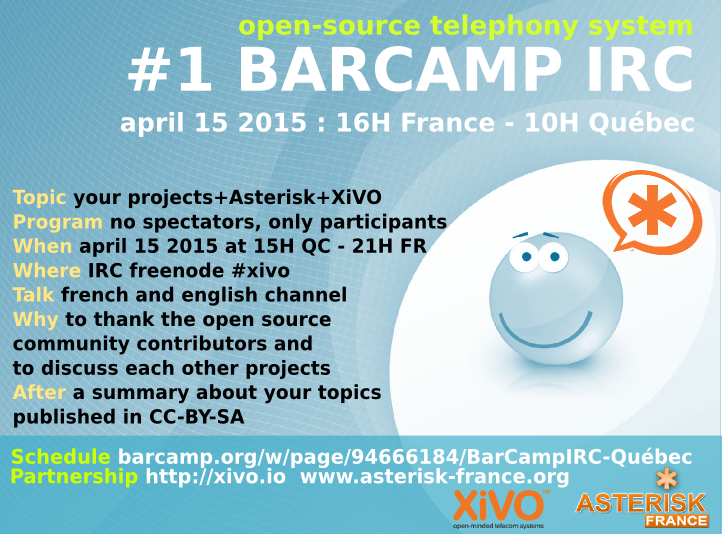 open-source telephony system
#1 BARCAMP IRC
april 15 2015 : 16H France - 10H Québec
Topic your projects+Asterisk+XiVO
Program no spectators, only participants
When april 15 2015 at 15H QC - 21H FR
Where IRC freenode #xivo
Talk french and english channel
Why to thank the open source
community contributors and
to discuss each other projects
After a summary about your topics
published in CC-BY-SA
Schedule barcamp.org/w/page/94666184/BarCampIRC-Québec
Partnership http://xivo.io www.asterisk-france.org
XiVO™
open-minded telecom systems
ASTERISK
FRANCE